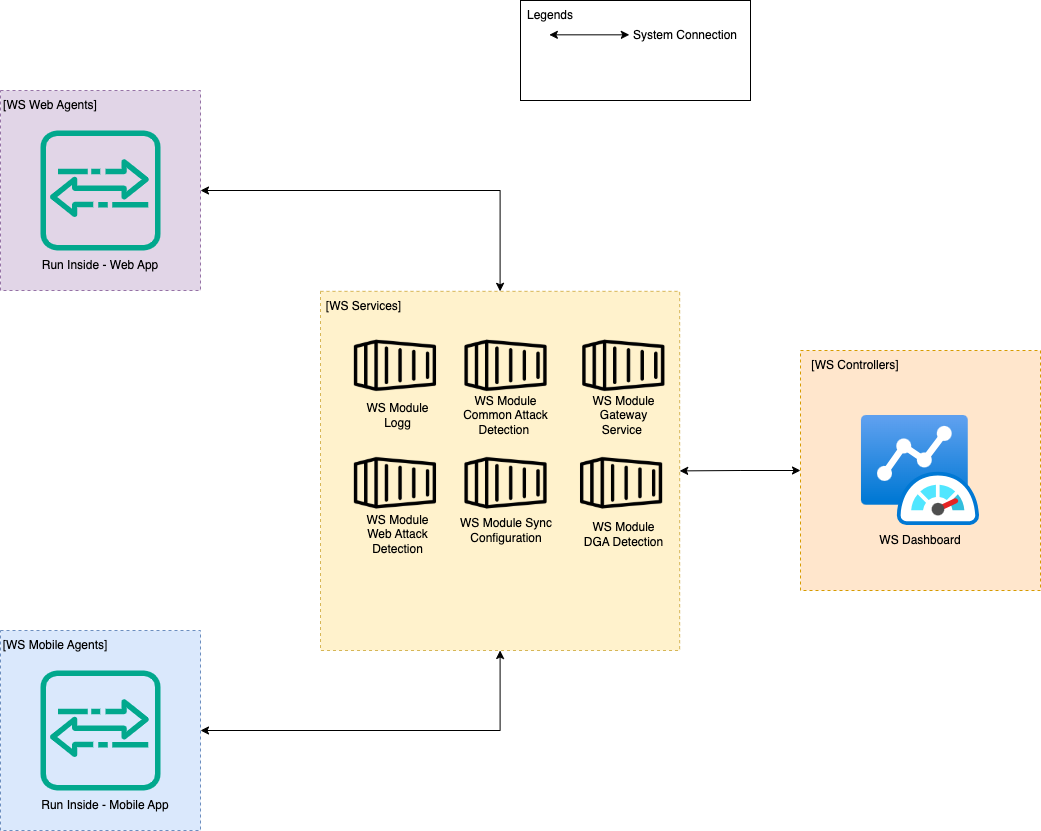 Legends
System Connection
[WS Web Agents]
Run Inside - Web App
[WS Services]
WS Module
Logg
WS Module
Common Attack
Detection
WS Module
Gateway
Service
WS Module
Web Attack
Detection
WS Module Sync
Configuration
WS Module
DGA Detection
[WS Controllers]
WS Dashboard
[WS Mobile Agents]
Run Inside - Mobile App